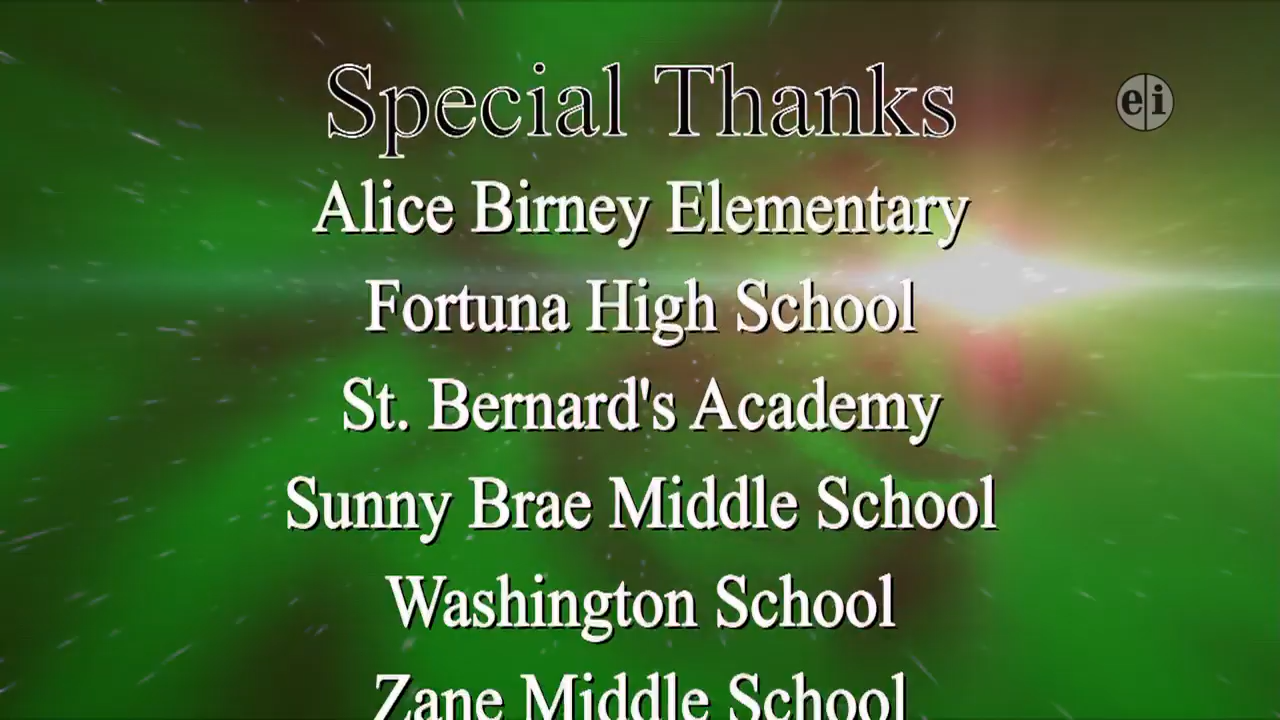 Special Thanks
e|i
Alice Birney Elementary
Fortuna High School
St. Bernard's Academy
Sunny Brae Middle School
Washington School
Zane Middle School